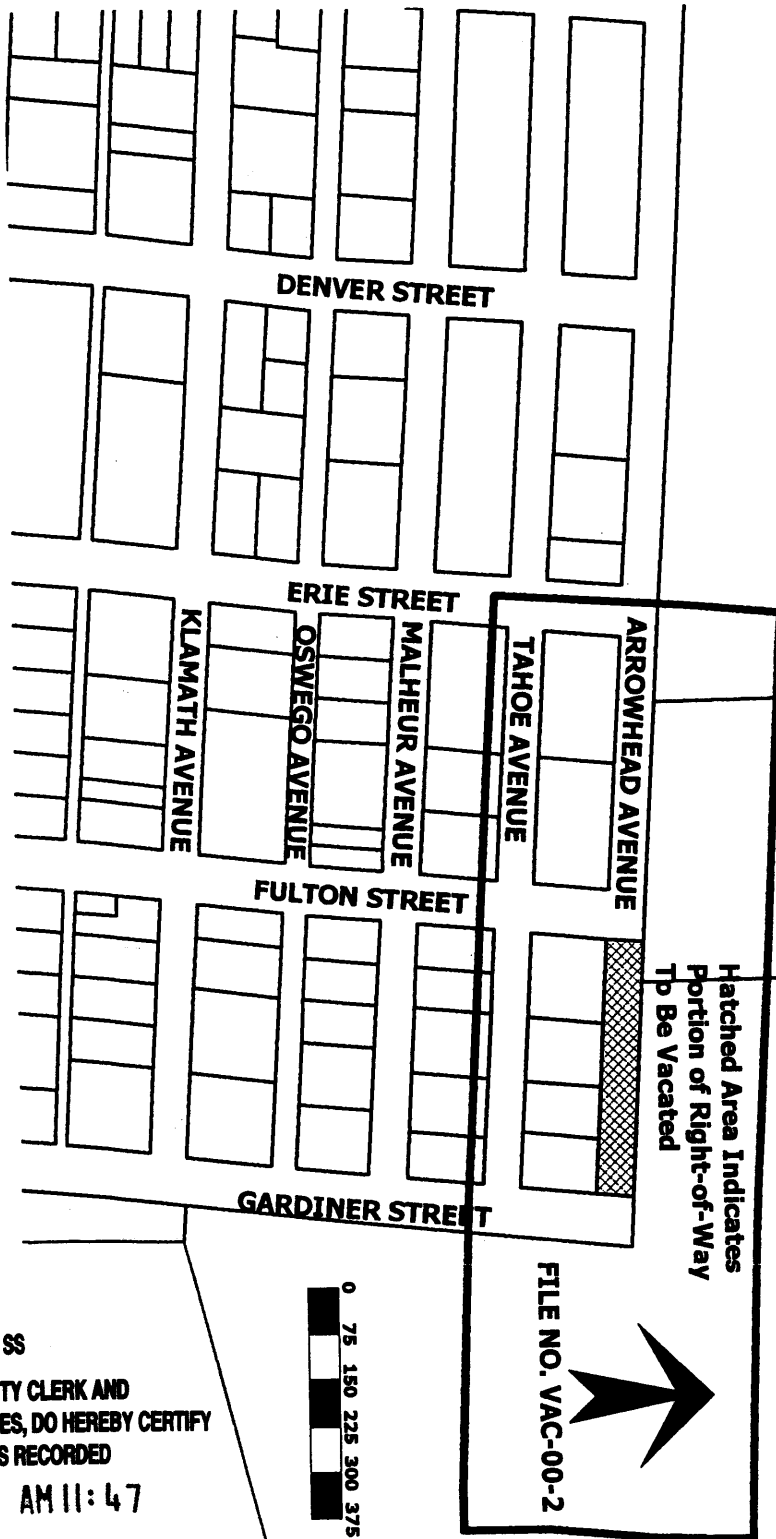 DENVER STREET
ERIE STREET
KLAMATH AVENUE
OSWEGO AVENUE
MALHEUR AVENUE
TAHOE AVENUE
ARROWHEAD AVENUE
FULTON STREET
Hatched Area Indicates
Portion of Right-of-Way
To Be Vacated
GARDINER STREET
FILE NO. VAC-00-2
0 75 150 225 300 375
SS
TY CLERK AND
ES, DO HEREBY CERTIFY
S RECORDED
AM 11:47